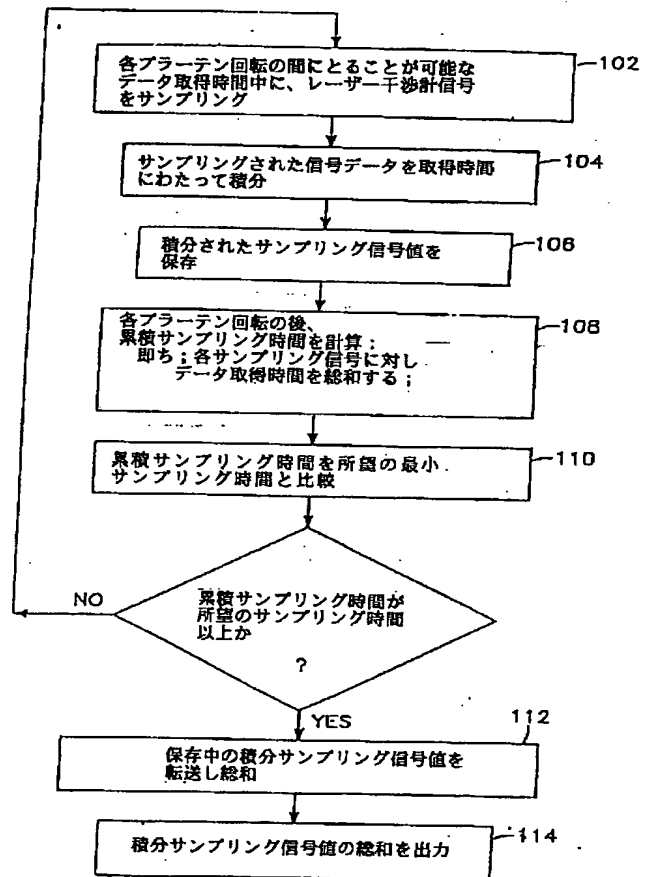 各プラーテン回転の間にとることが可能な
データ取得時間中に、レーザー干渉計信号
をサンプリング
102
サンプリングされた信号データを取得時間
にわたって積分
104
積分されたサンプリング信号値を
保存
106
各プラーテン回転の後、
累積サンプリング時間を計算:
即ち;各サンプリング信号に対し
データ取得時間を総和する;
108
累積サンプリング時間を所望の最小
サンプリング時間と比較
110
累積サンプリング時間が
所望のサンプリング時間
以上か
?
NO
YES
112
保存中の積分サンプリング信号値を
転送し総和
積分サンプリング信号値の総和を出力
114